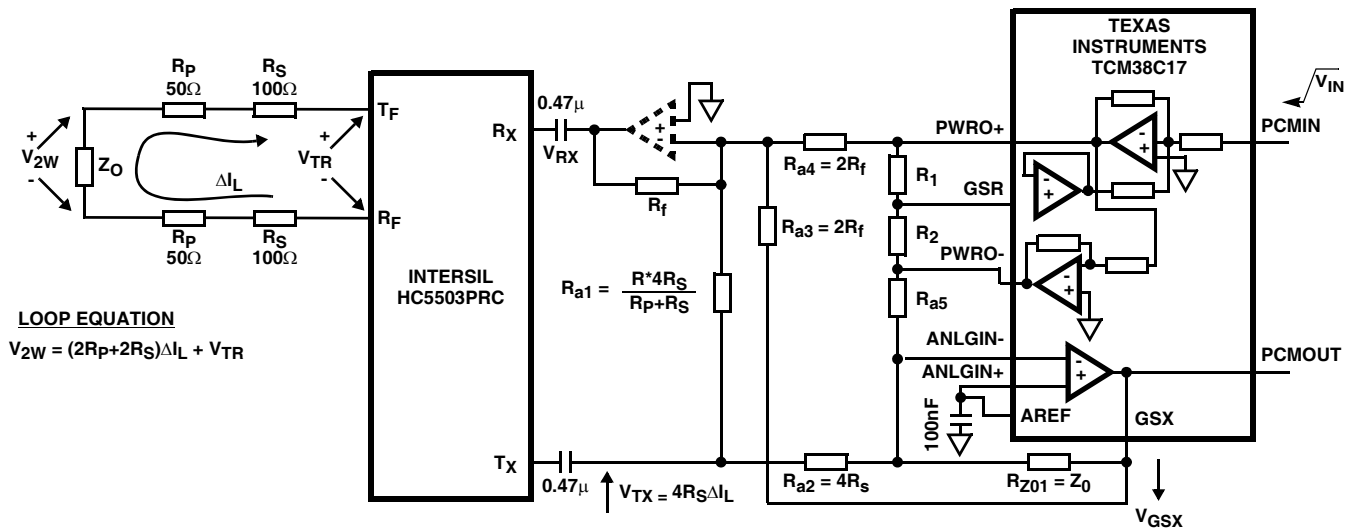 TEXAS
INSTRUMENTS
TCM38C17
R_P
50Ω
R_S
100Ω
0.47μ
T_F
R_X
PWRO+
PCMIN
V_IN
+
V_2W
-
Z_O
ΔI_L
+
V_TR
-
V_RX
+
-
R_a4 = 2R_f
R_1
GSR
-
+
-
+
R_f
R_a3 = 2R_f
R_2
PWRO-
-
+
R_F
R_P
50Ω
R_S
100Ω
INTERSIL
HC5503PRC
R_a1 = R*4R_S / R_P+R_S
R_a5
LOOP EQUATION
V_2W = (2R_P+2R_S)ΔI_L + V_TR
ANLGIN-
ANLGIN+
-
+
PCMOUT
100nF
AREF
GSX
T_X
0.47μ
V_TX = 4R_SΔI_L
R_a2 = 4R_s
R_Z01 = Z_0
V_GSX